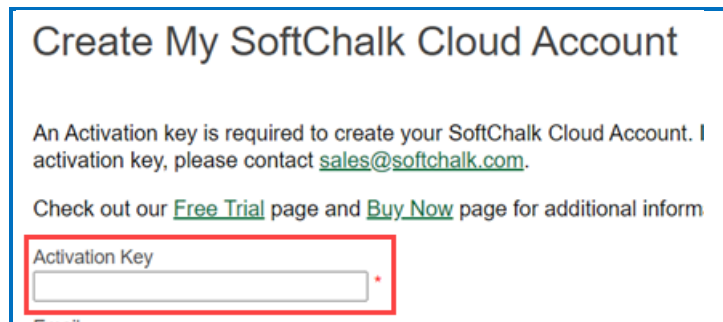 Create My SoftChalk Cloud Account
An Activation key is required to create your SoftChalk Cloud Account.
activation key, please contact sales@softchalk.com.
Check out our Free Trial page and Buy Now page for additional inform
Activation Key
*